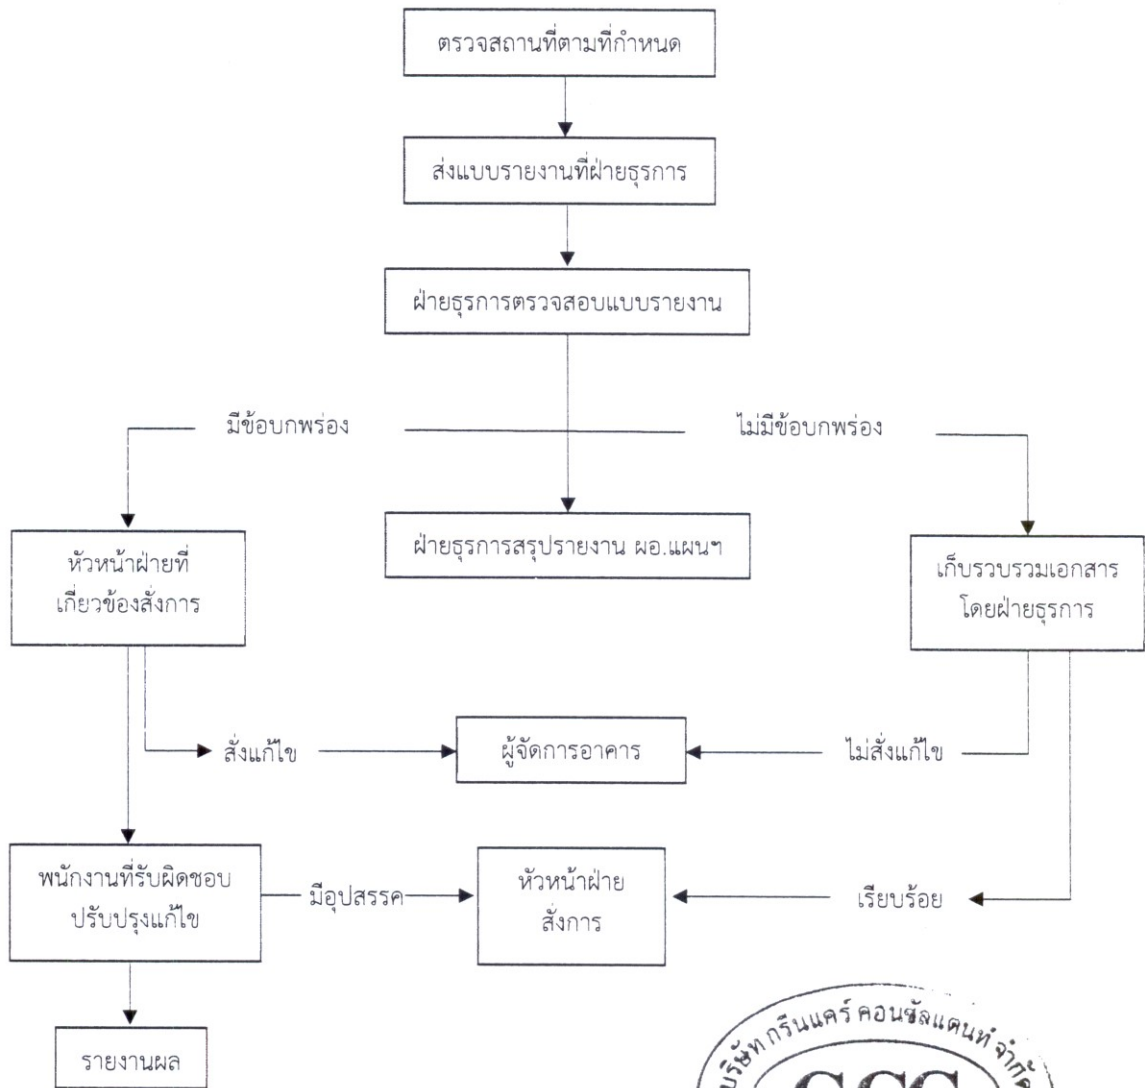 ตรวจสถานที่ตามที่กำหนด
ส่งแบบรายงานที่ฝ่ายธุรการ
ฝ่ายธุรการตรวจสอบแบบรายงาน
มีข้อบกพร่อง
ไม่มีข้อบกพร่อง
หัวหน้าฝ่ายที่
เกี่ยวข้องสั่งการ
ฝ่ายธุรการสรุปรายงาน ผอ.แผนฯ
เก็บรวบรวมเอกสาร
โดยฝ่ายธุรการ
สั่งแก้ไข
ผู้จัดการอาคาร
ไม่สั่งแก้ไข
พนักงานที่รับผิดชอบ
ปรับปรุงแก้ไข
มีอุปสรรค
หัวหน้าฝ่าย
สั่งการ
เรียบร้อย
รายงานผล
บริษัท กรีนแคร์ คอนซัลแตนท์
GCC